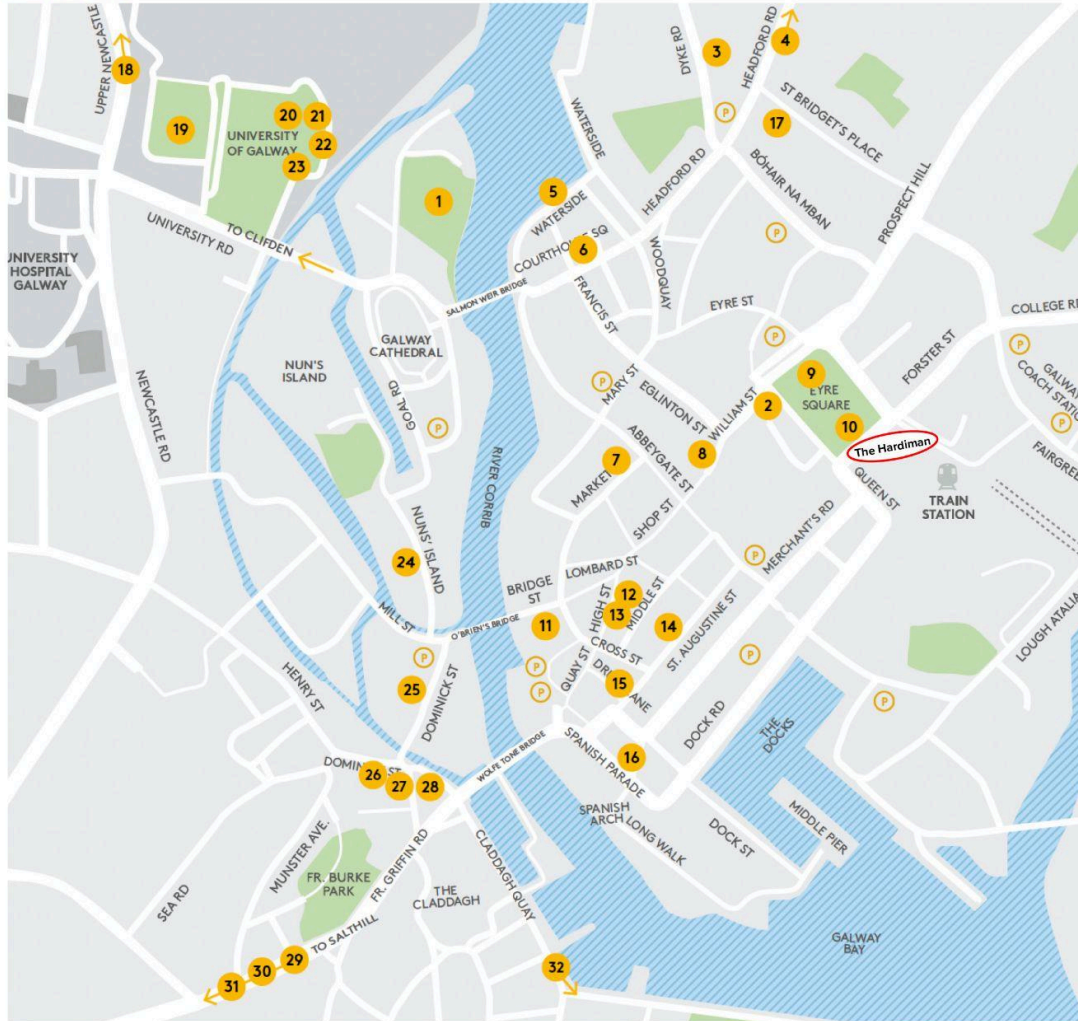 UPPER NEWCASTLE
18
19
20
21
UNIVERSITY
OF GALWAY
22
23
1
DYKE RD
3
HEADFORD RD
4
P
17
ST BRIDGET'S PLACE
WATERSIDE
5
WATERSIDE
HEADFORD RD
BÓHAIR NA MBAN
PROSPECT HILL
UNIVERSITY RD
TO CLIFDEN
COURTHOUSE SQ
6
WOODQUAY
P
UNIVERSITY
HOSPITAL
GALWAY
SALMON WEIR BRIDGE
FRANCIS ST
EYRE ST
COLLEGE RD
GALWAY
CATHEDRAL
P
FORSTER ST
P
NUN'S
ISLAND
GOAL RD
P
MARY ST
P
EGLINTON ST
WILLIAM ST
2
9
EYRE
SQUARE
10
GALWAY
COACH STATION
P
NEWCASTLE RD
The Hardiman
FAIRGREE
RIVER CORRIB
7
MARKET
ABBEYGATE ST
8
QUEEN ST
TRAIN
STATION
SHOP ST
MERCHANT'S RD
P
24
NUNS' ISLAND
LOMBARD ST
BRIDGE
ST
12
13
HIGH ST
MIDDLE ST
14
ST. AUGUSTINE ST
MILL ST
O'BRIEN'S BRIDGE
11
CROSS ST
P
LOUGH ATALIA
HENRY ST
P
25
DOMINICK ST
P
P
QUAY ST
15
P
DOCK RD
THE
DOCKS
WOLFE TONE BRIDGE
SPANISH PARADE
16
26
27
28
SPANISH
ARCH
LONG WALK
DOCK ST
MIDDLE PIER
SEA RD
MUNSTER AVE.
FR. BURKE
PARK
FR. GRIFFIN RD
THE
CLADDAGH
CLADDAGH QUAY
GALWAY
BAY
TO SALTHILL
29
30
31
32